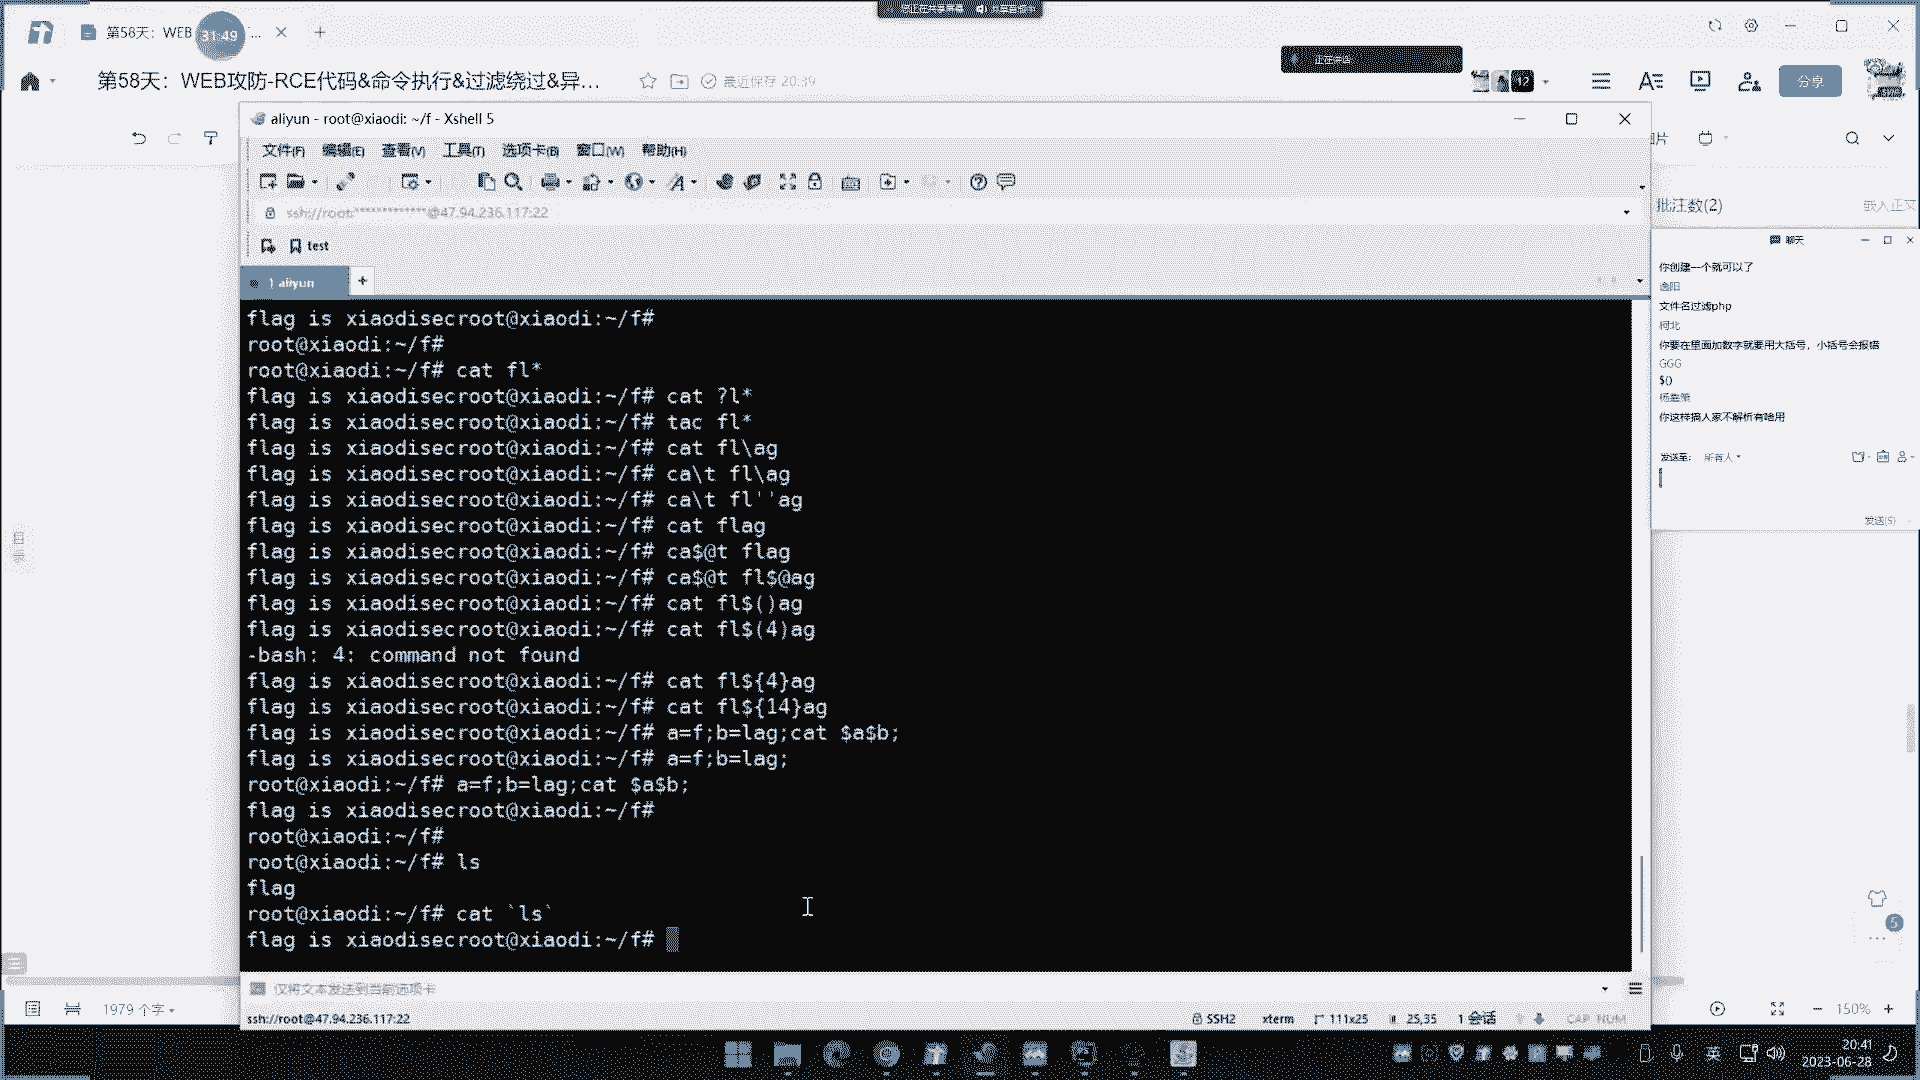 第58天：WEB
31:49
...
第58天：WEB攻防-RCE代码&命令执行&过滤绕过&异...
最近保存 20:39
12
分享
aliyun - root@xiaodi: ~/f - Xshell 5
文件(F) 编辑(E) 查看(V) 工具(T) 选项卡(B) 窗口(W) 帮助(H)
ssh://root:*************@47.94.236.117:22
test
批注数(2)
嵌入正文
1 aliyun
flag is xiaodisecroot@xiaodi:~/f#
root@xiaodi:~/f#
root@xiaodi:~/f# cat fl*
flag is xiaodisecroot@xiaodi:~/f# cat ?l*
flag is xiaodisecroot@xiaodi:~/f# tac fl*
flag is xiaodisecroot@xiaodi:~/f# cat fl\ag
flag is xiaodisecroot@xiaodi:~/f# ca\t fl\ag
flag is xiaodisecroot@xiaodi:~/f# ca\t fl''ag
flag is xiaodisecroot@xiaodi:~/f# cat flag
flag is xiaodisecroot@xiaodi:~/f# ca$@t flag
flag is xiaodisecroot@xiaodi:~/f# ca$@t fl$@ag
flag is xiaodisecroot@xiaodi:~/f# cat fl$()ag
flag is xiaodisecroot@xiaodi:~/f# cat fl$(4)ag
-bash: 4: command not found
flag is xiaodisecroot@xiaodi:~/f# cat fl${4}ag
flag is xiaodisecroot@xiaodi:~/f# cat fl${14}ag
flag is xiaodisecroot@xiaodi:~/f# a=f;b=lag;cat $a$b;
flag is xiaodisecroot@xiaodi:~/f# a=f;b=lag;
root@xiaodi:~/f# a=f;b=lag;cat $a$b;
flag is xiaodisecroot@xiaodi:~/f#
root@xiaodi:~/f#
root@xiaodi:~/f# ls
flag
root@xiaodi:~/f# cat `ls`
flag is xiaodisecroot@xiaodi:~/f#
仅将文本发送到当前选项卡
ssh://root@47.94.236.117:22
SSH2 xterm 111x25 25,35 1 会话 CAP NUM
聊天
你创建一个就可以了
逸阳
文件名过滤php
柯北
你要在里面加数字就要用大括号，小括号会报错
GGG
$()
你这样搞人家不解析有啥用
发送至: 所有人
发送(S)
5
1979 个字
150%
英
20:41
2023-06-28